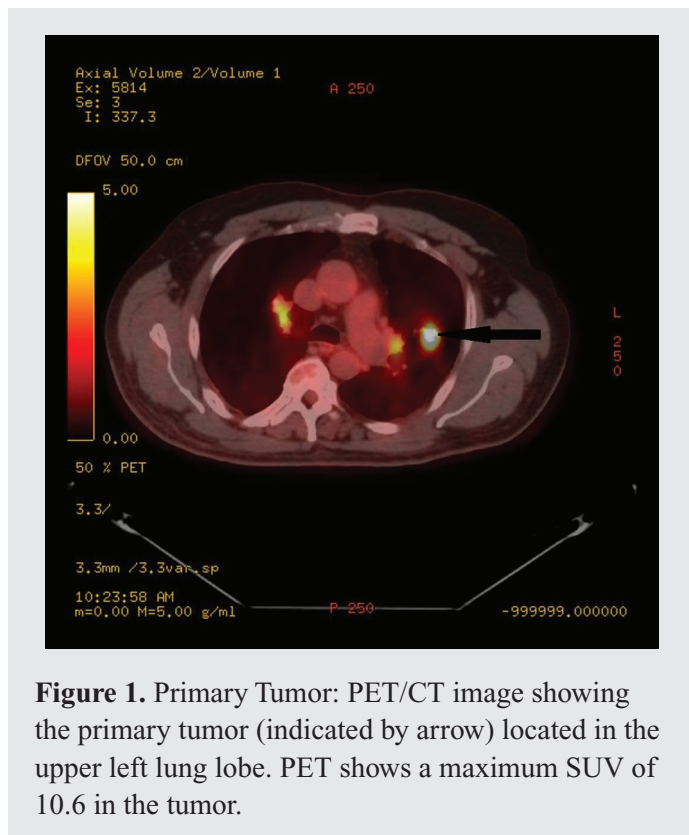 Axial Volume 2/Volume 1
Ex: 5814
Se: 3
I: 337.3
A 250
DFOV 50.0 cm
5.00
L
2
5
0
0.00
50 % PET
3.3/
3.3mm /3.3var.sp
10:23:58 AM
m=0.00 M=5.00 g/ml
P 250
-999999.000000
Figure 1. Primary Tumor: PET/CT image showing
the primary tumor (indicated by arrow) located in the
upper left lung lobe. PET shows a maximum SUV of
10.6 in the tumor.